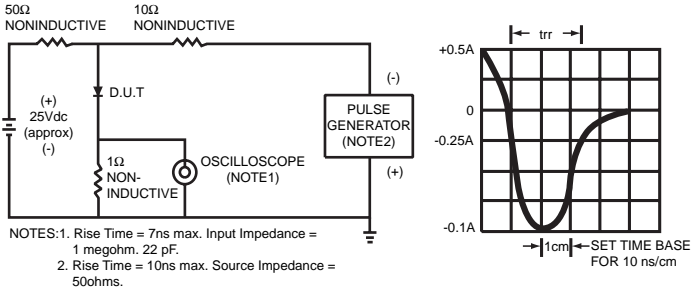 50Ω
NONINDUCTIVE
10Ω
NONINDUCTIVE
(+)
25Vdc
(approx)
(-)
D.U.T
1Ω
NON-
INDUCTIVE
OSCILLOSCOPE
(NOTE1)
(-)
PULSE
GENERATOR
(NOTE2)
(+)
NOTES:1. Rise Time = 7ns max. Input Impedance =
1 megohm. 22 pF.
2. Rise Time = 10ns max. Source Impedance =
50ohms.
trr
+0.5A
0
-0.25A
-0.1A
1cm
SET TIME BASE
FOR 10 ns/cm